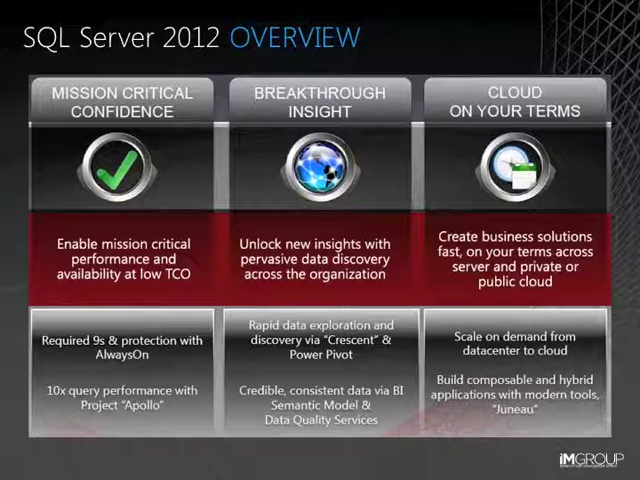 SQL Server 2012 OVERVIEW
MISSION CRITICAL
CONFIDENCE
BREAKTHROUGH
INSIGHT
CLOUD
ON YOUR TERMS
Enable mission critical
performance and
availability at low TCO
Unlock new insights with
pervasive data discovery
across the organization
Create business solutions
fast, on your terms across
server and private or
public cloud
Required 9s & protection with
AlwaysOn
10x query performance with
Project “Apollo”
Rapid data exploration and
discovery via “Crescent” &
Power Pivot
Credible, consistent data via BI
Semantic Model &
Data Quality Services
Scale on demand from
datacenter to cloud
Build composable and hybrid
applications with modern tools,
“Juneau”
iMGROUP